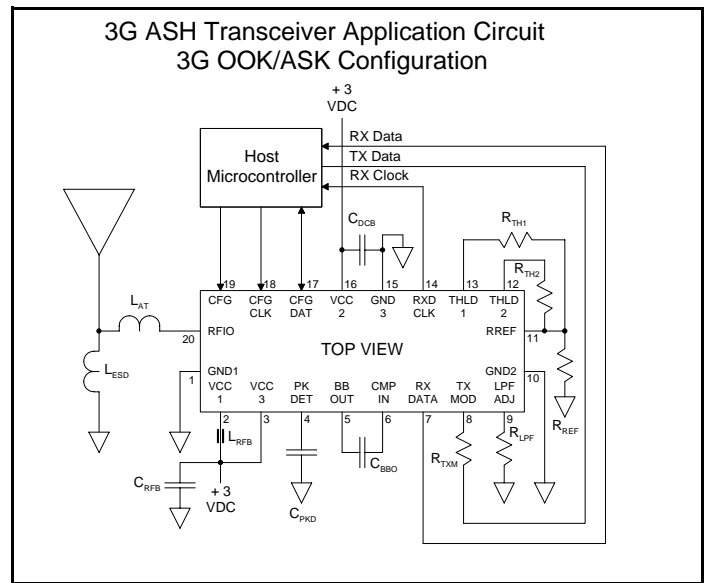 3G ASH Transceiver Application Circuit
3G OOK/ASK Configuration
+ 3
VDC
RX Data
TX Data
RX Clock
Host
Microcontroller
CDCB
RTH1
RTH2
19 18 17 16 15 14 13 12
CFG CFG CLK CFG DAT VCC 2 GND 3 RXD CLK THLD 1 THLD 2
LAT
20 RFIO
RREF 11
TOP VIEW
LESD
1 GND1
GND2 10
RREF
VCC 1 VCC 3 PK DET BB OUT CMP IN RX DATA TX MOD LPF ADJ
2 3 4 5 6 7 8 9
LRFB
RTXM
RLPF
CRFB
+ 3
VDC
CPKD
CBBO